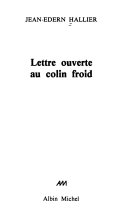 JEAN-EDERN HALLIER
Lettre ouverte
au colin froid
Albin Michel